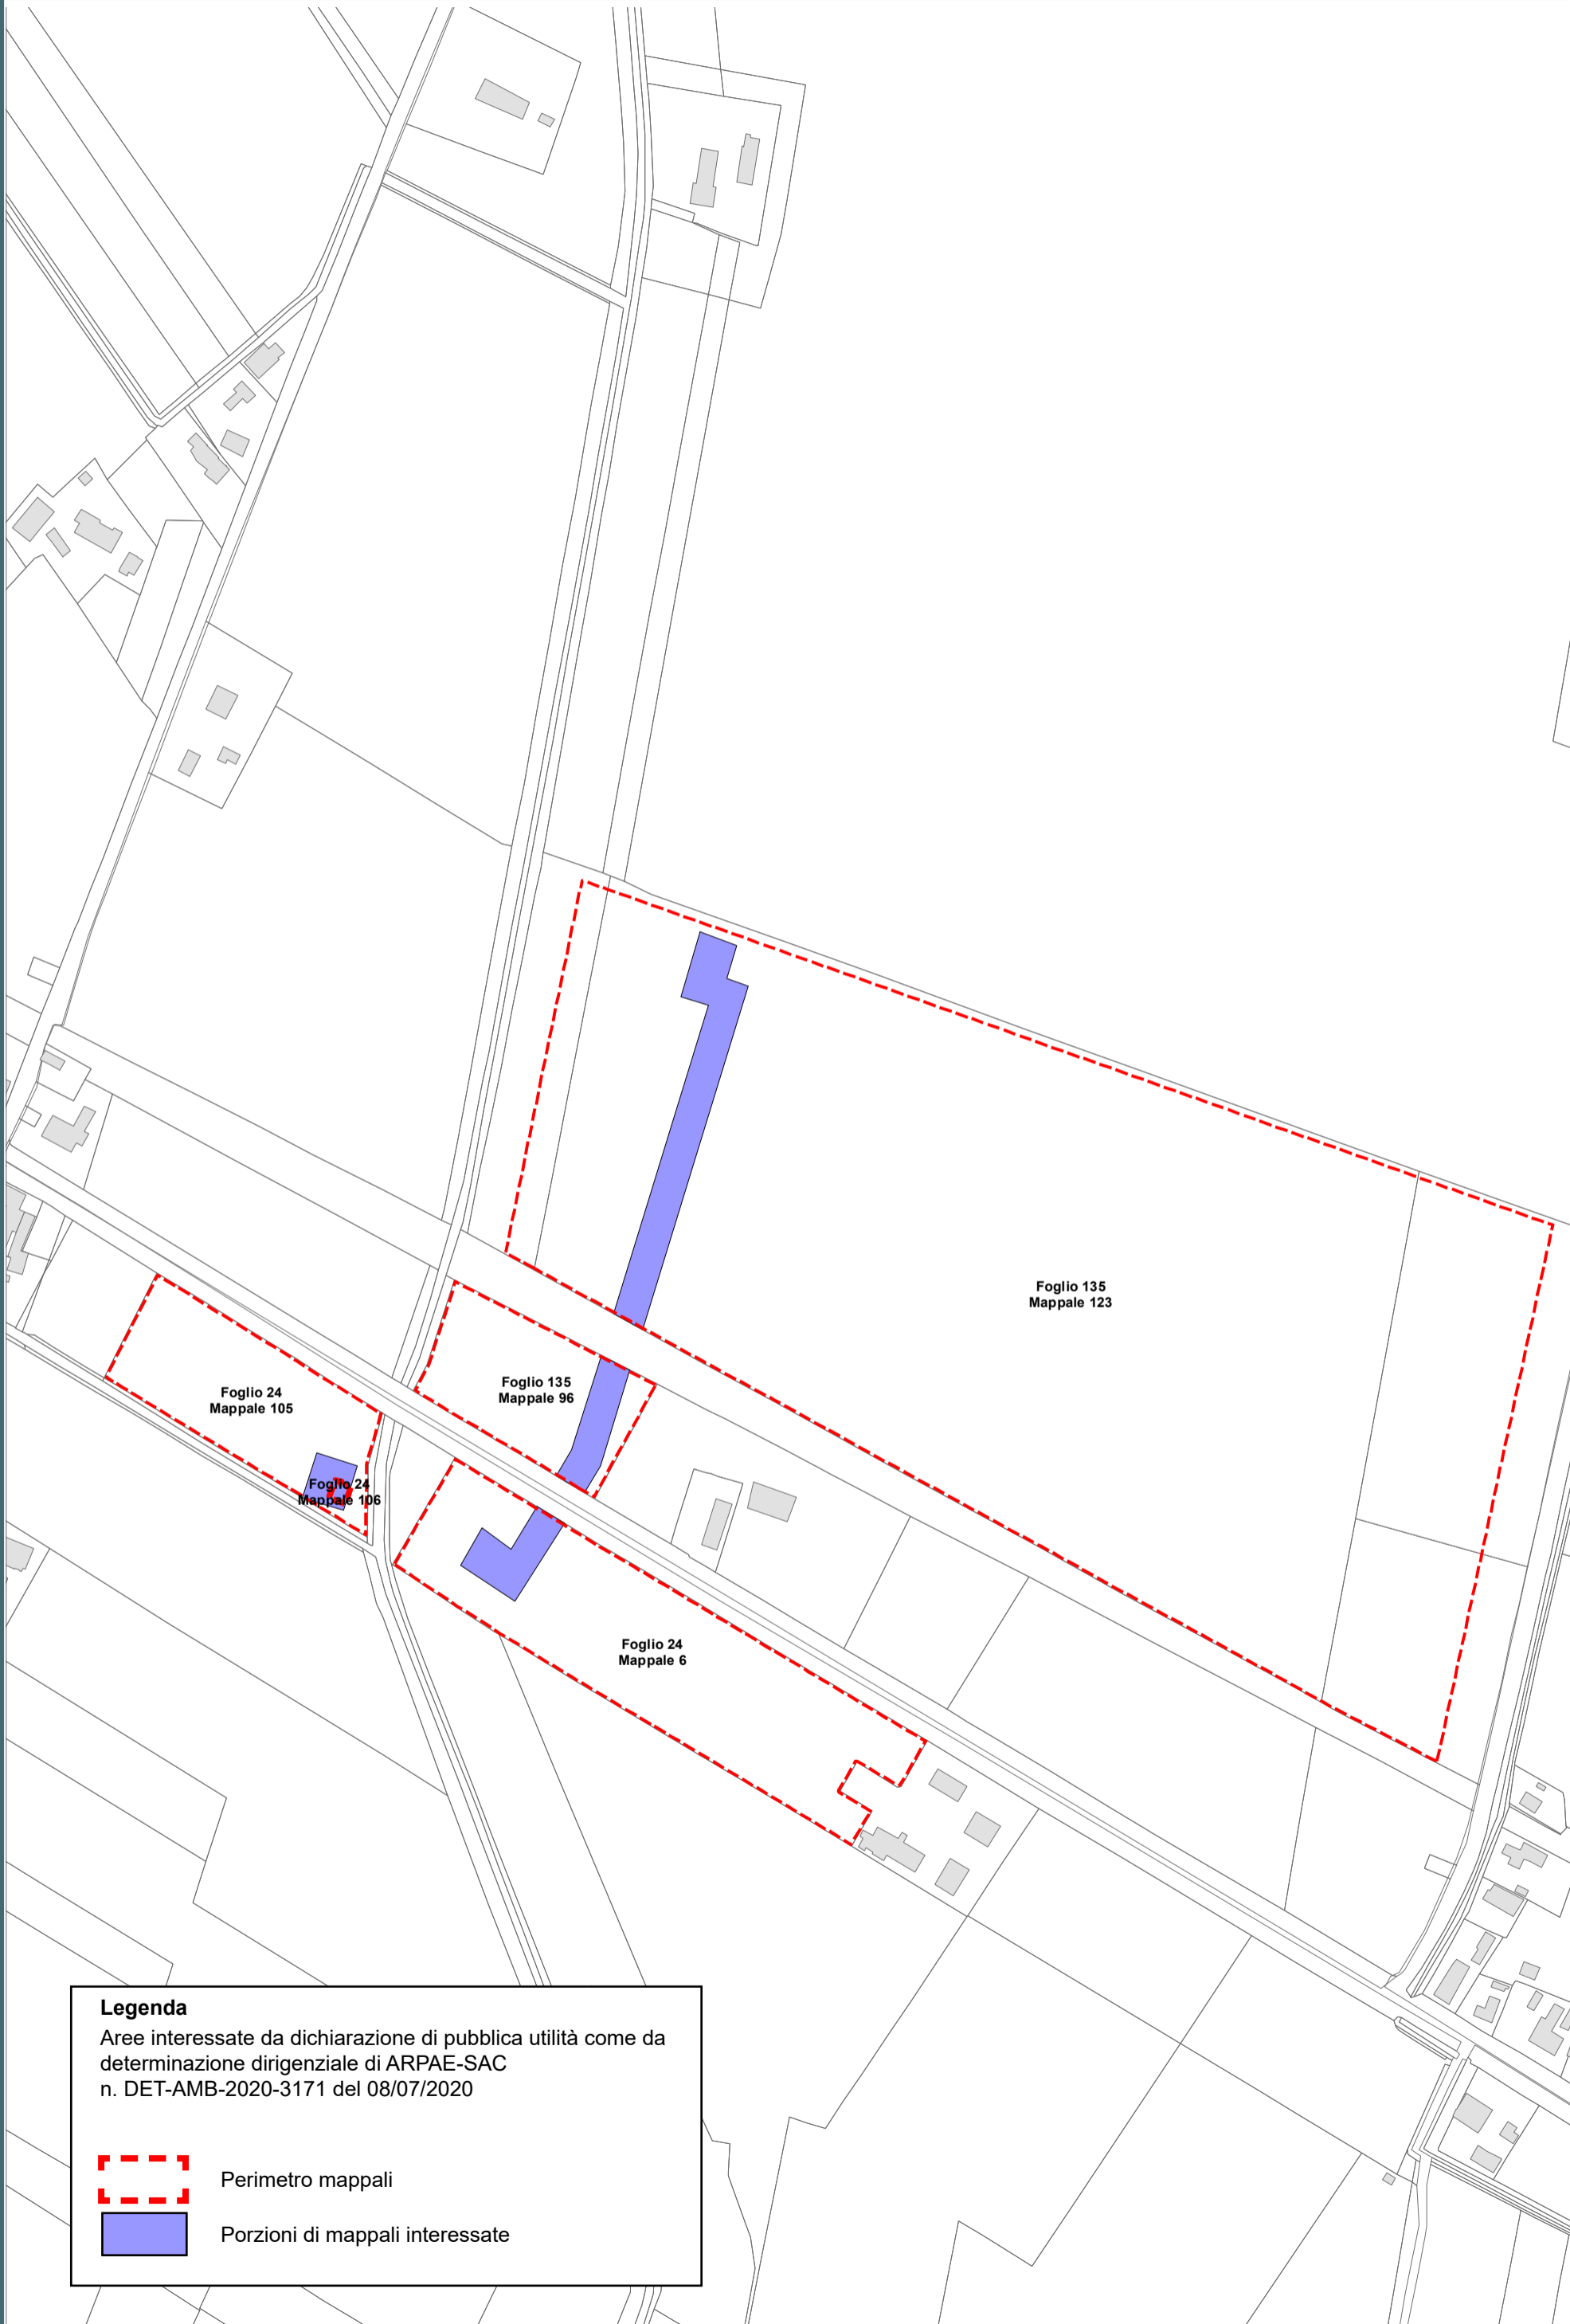 Foglio 135
Mappale 123
Foglio 135
Mappale 96
Foglio 24
Mappale 105
Foglio 24
Mappale 106
Foglio 24
Mappale 6
Legenda
Aree interessate da dichiarazione di pubblica utilità come da
determinazione dirigenziale di ARPAE-SAC
n. DET-AMB-2020-3171 del 08/07/2020
Perimetro mappali
Porzioni di mappali interessate